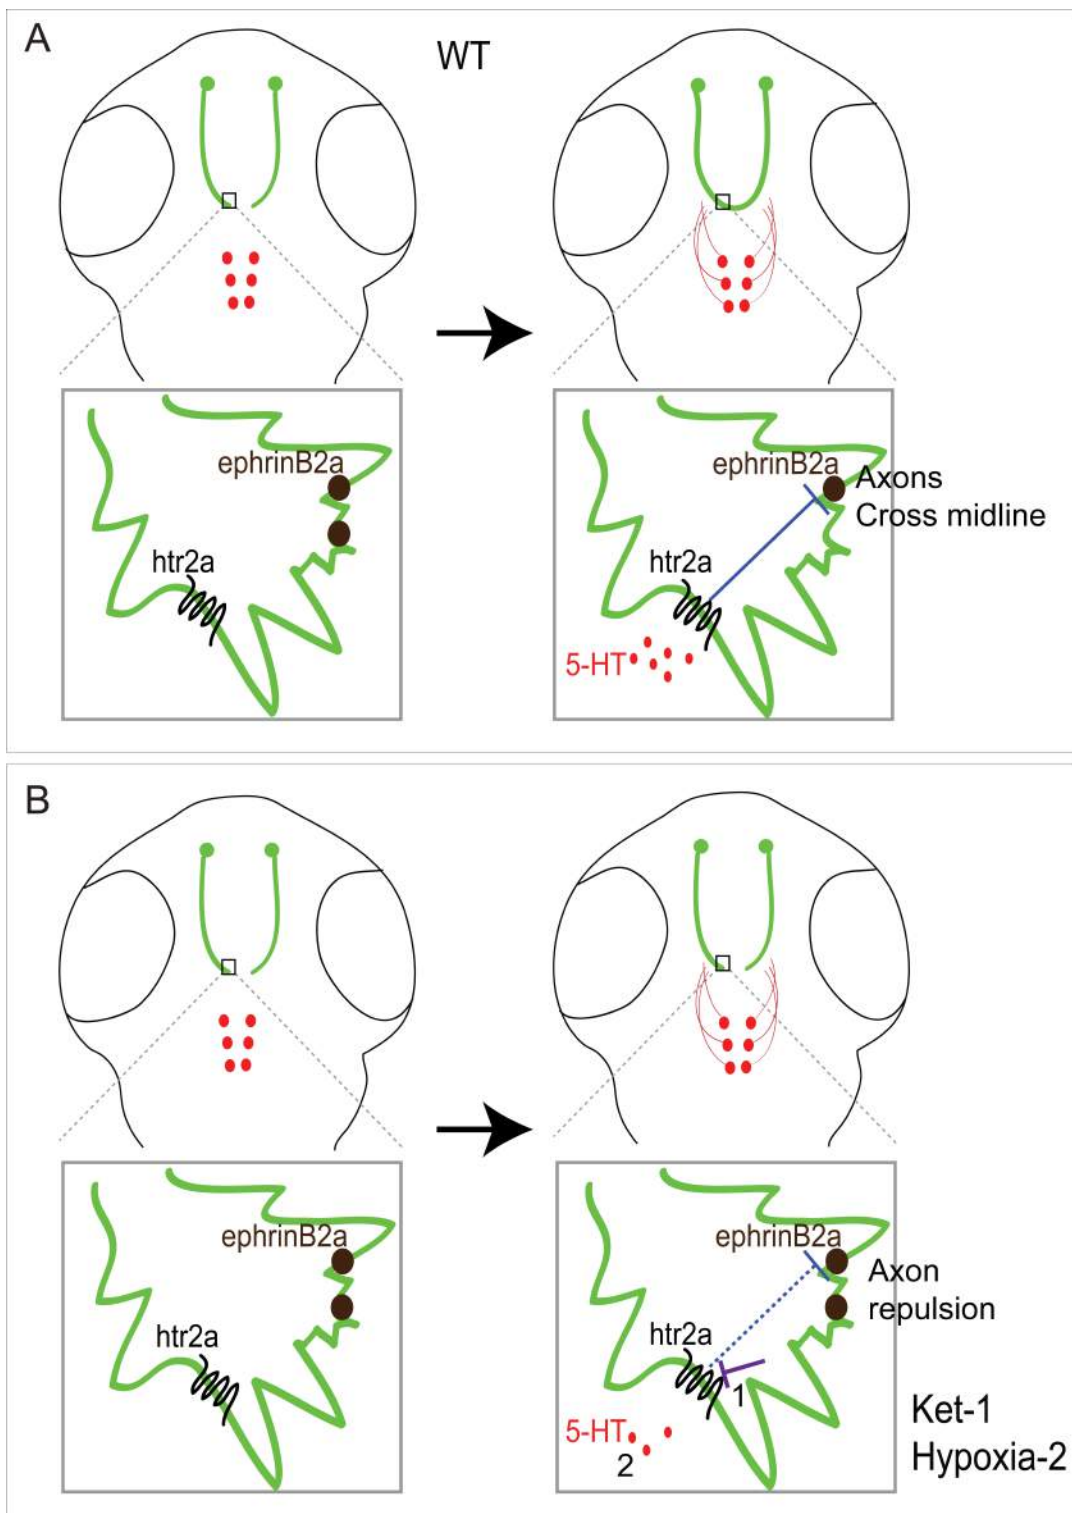 A
WT
ephrinB2a
htr2a
ephrinB2a
Axons
Cross midline
htr2a
5-HT
B
ephrinB2a
htr2a
ephrinB2a
Axon
repulsion
htr2a
1
5-HT
2
Ket-1
Hypoxia-2